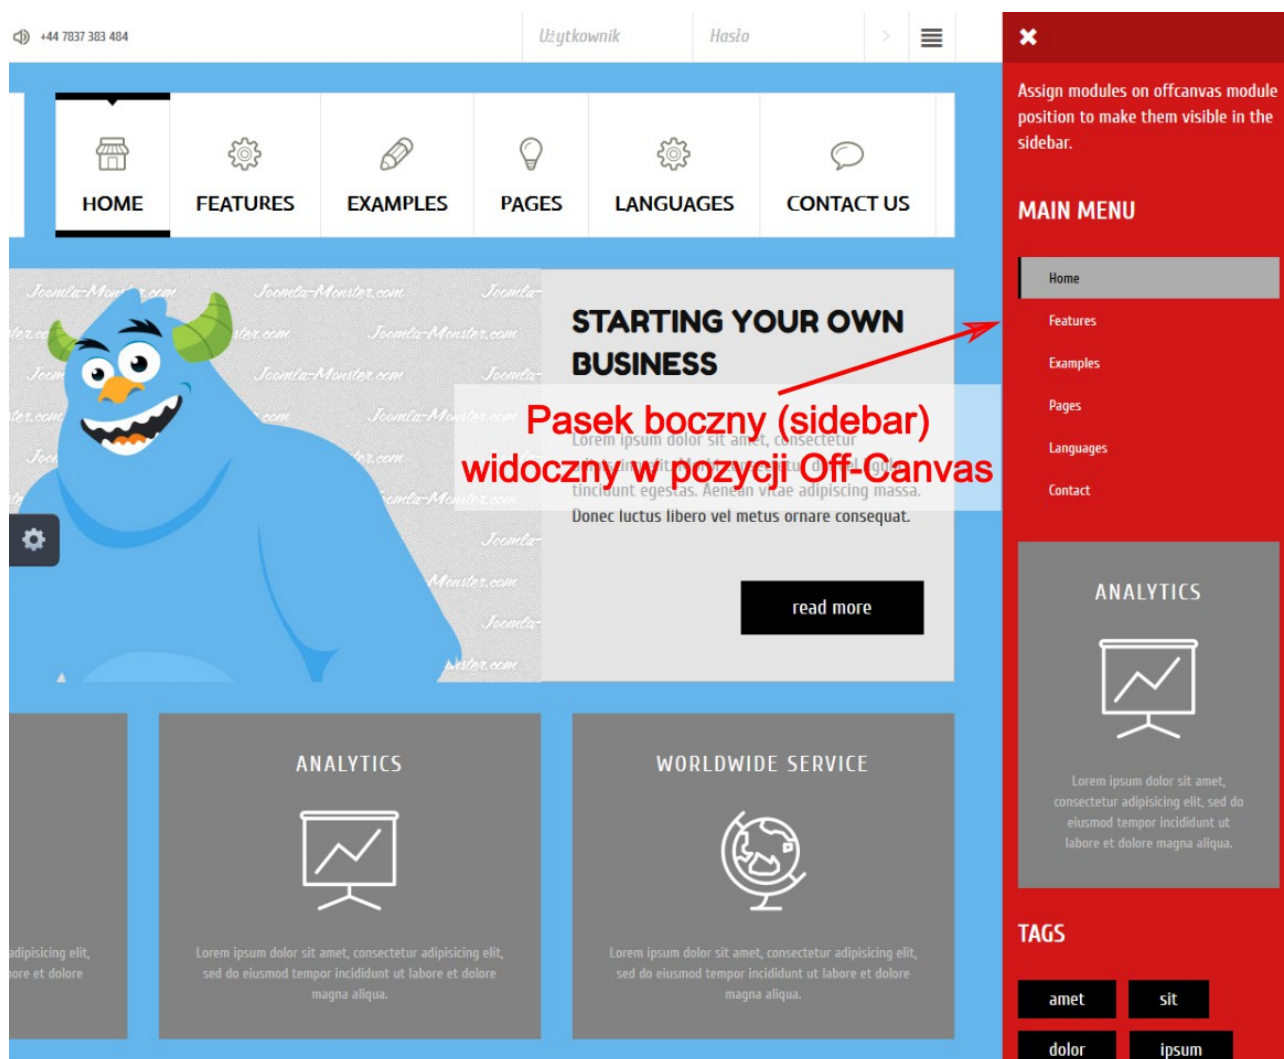 +44 7837 383 484
Użytkownik
Hasło
HOME
FEATURES
EXAMPLES
PAGES
LANGUAGES
CONTACT US
Joomla-Monster.com
STARTING YOUR OWN
BUSINESS
Pasek boczny (sidebar)
widoczny w pozycji Off-Canvas
Lorem ipsum dolor sit amet, consectetur
tincidunt egestas. Aenean vitae adipiscing massa.
Donec luctus libero vel metus ornare consequat.
read more
adipisicing elit,
ore et dolore
ANALYTICS
Lorem ipsum dolor sit amet, consectetur adipisicing elit,
sed do eiusmod tempor incididunt ut labore et dolore
magna aliqua.
WORLDWIDE SERVICE
Lorem ipsum dolor sit amet, consectetur adipisicing elit,
sed do eiusmod tempor incididunt ut labore et dolore
magna aliqua.
Assign modules on offcanvas module
position to make them visible in the
sidebar.
MAIN MENU
Home
Features
Examples
Pages
Languages
Contact
ANALYTICS
Lorem ipsum dolor sit amet,
consectetur adipisicing elit, sed do
eiusmod tempor incididunt ut
labore et dolore magna aliqua.
TAGS
amet
sit
dolor
ipsum